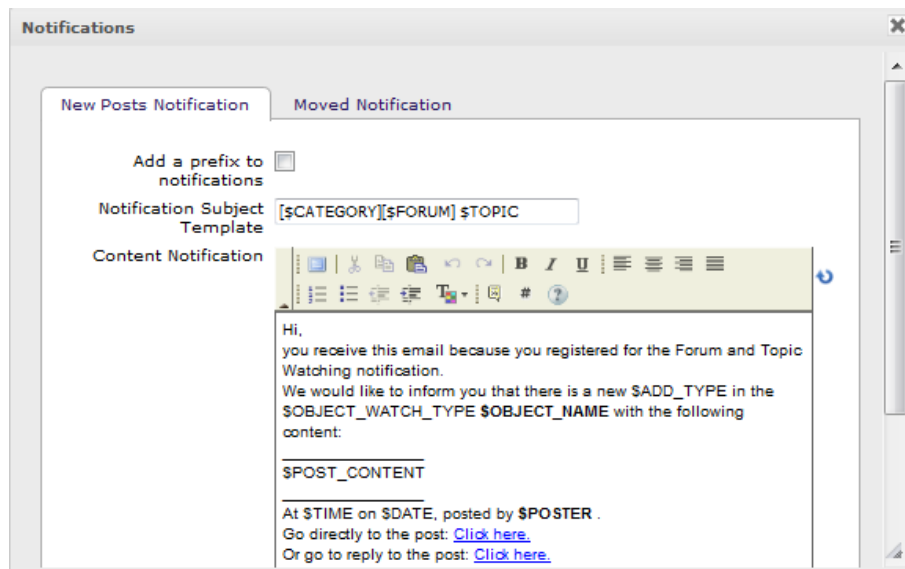 Notifications
New Posts Notification
Moved Notification
Add a prefix to
notifications
Notification Subject
Template
[$CATEGORY][$FORUM] $TOPIC
Content Notification
B I U
#
?
Hi,
you receive this email because you registered for the Forum and Topic
Watching notification.
We would like to inform you that there is a new $ADD_TYPE in the
$OBJECT_WATCH_TYPE $OBJECT_NAME with the following
content:
$POST_CONTENT
At $TIME on $DATE, posted by $POSTER .
Go directly to the post: Click here.
Or go to reply to the post: Click here.